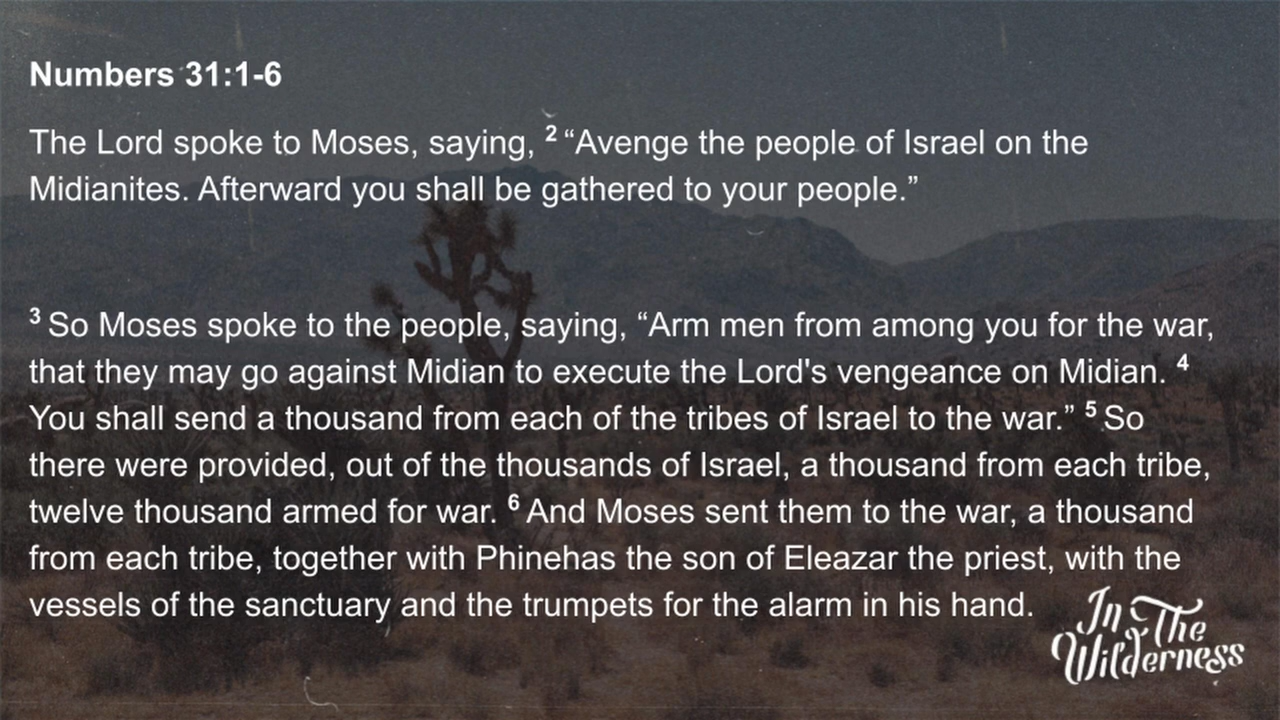 Numbers 31:1-6
The Lord spoke to Moses, saying, 2 “Avenge the people of Israel on the
Midianites. Afterward you shall be gathered to your people.”
3 So Moses spoke to the people, saying, “Arm men from among you for the war,
that they may go against Midian to execute the Lord's vengeance on Midian. 4
You shall send a thousand from each of the tribes of Israel to the war.” 5 So
there were provided, out of the thousands of Israel, a thousand from each tribe,
twelve thousand armed for war. 6 And Moses sent them to the war, a thousand
from each tribe, together with Phinehas the son of Eleazar the priest, with the
vessels of the sanctuary and the trumpets for the alarm in his hand.
In The
Wilderness